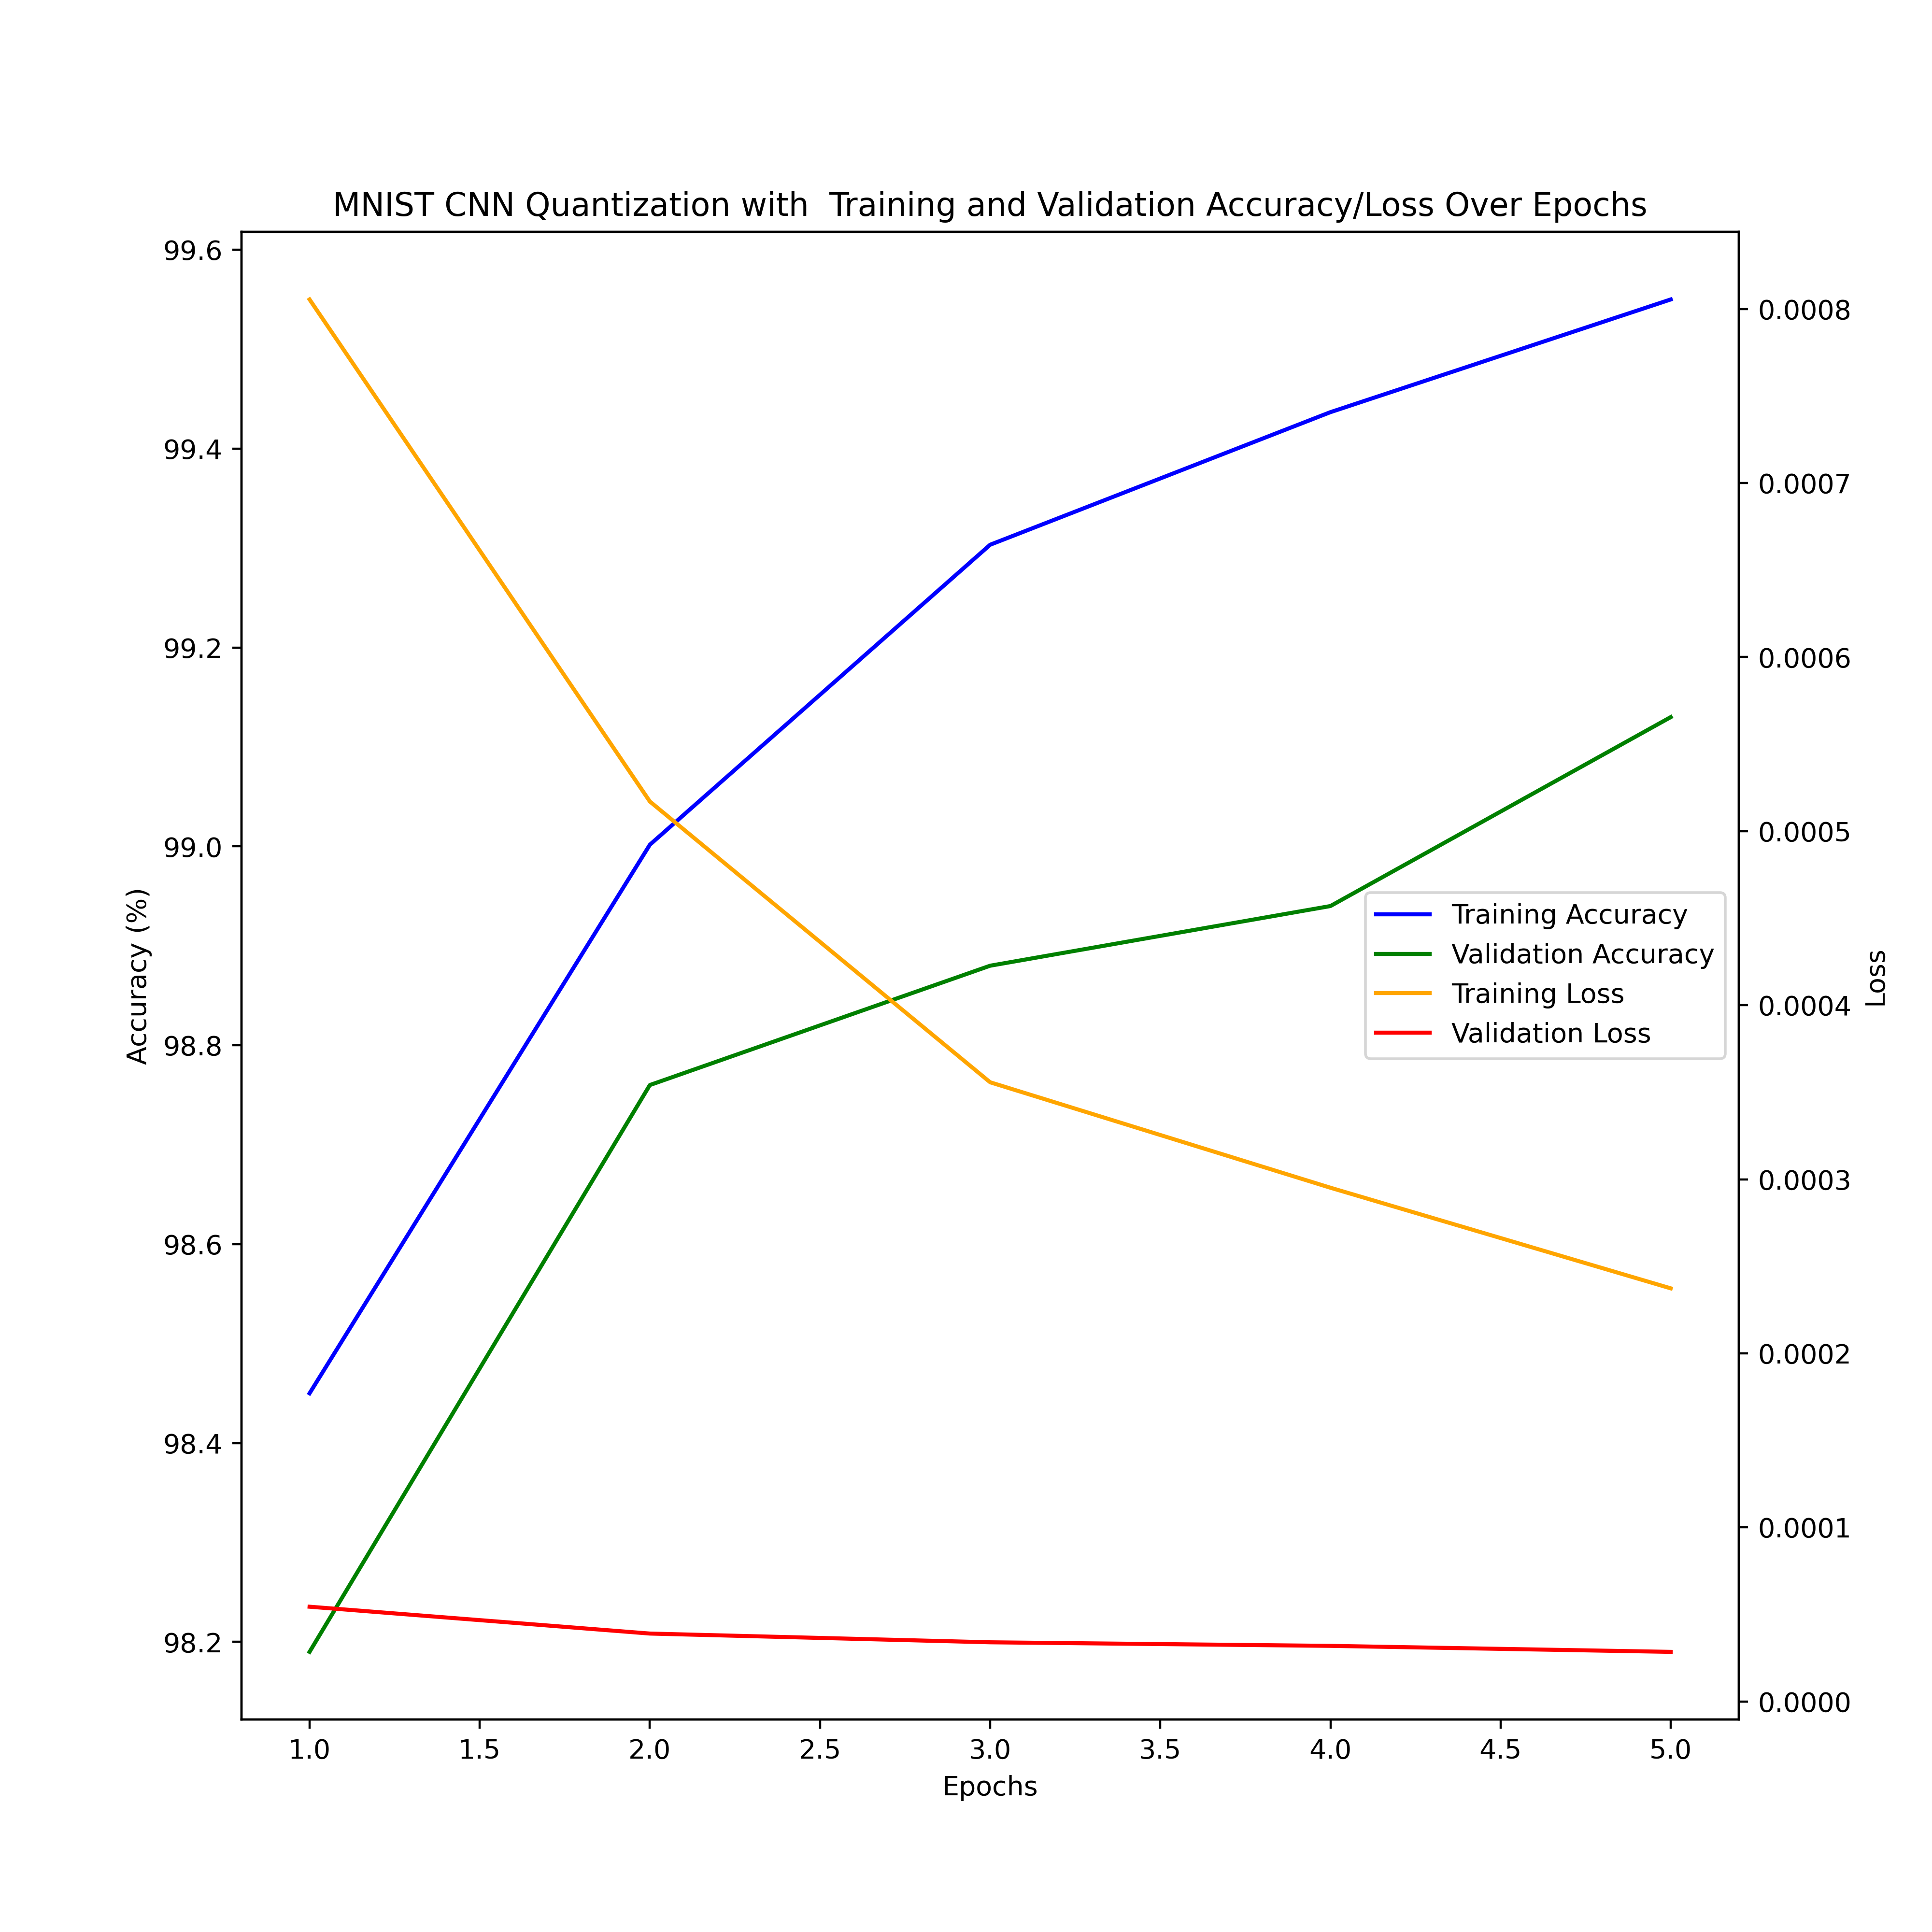 MNIST CNN Quantization with  Training and Validation Accuracy/Loss Over Epochs
99.6
99.4
99.2
99.0
98.8
98.6
98.4
98.2
Accuracy (%)
0.0008
0.0007
0.0006
0.0005
0.0004
0.0003
0.0002
0.0001
0.0000
Loss
Training Accuracy
Validation Accuracy
Training Loss
Validation Loss
1.0 1.5 2.0 2.5 3.0 3.5 4.0 4.5 5.0
Epochs